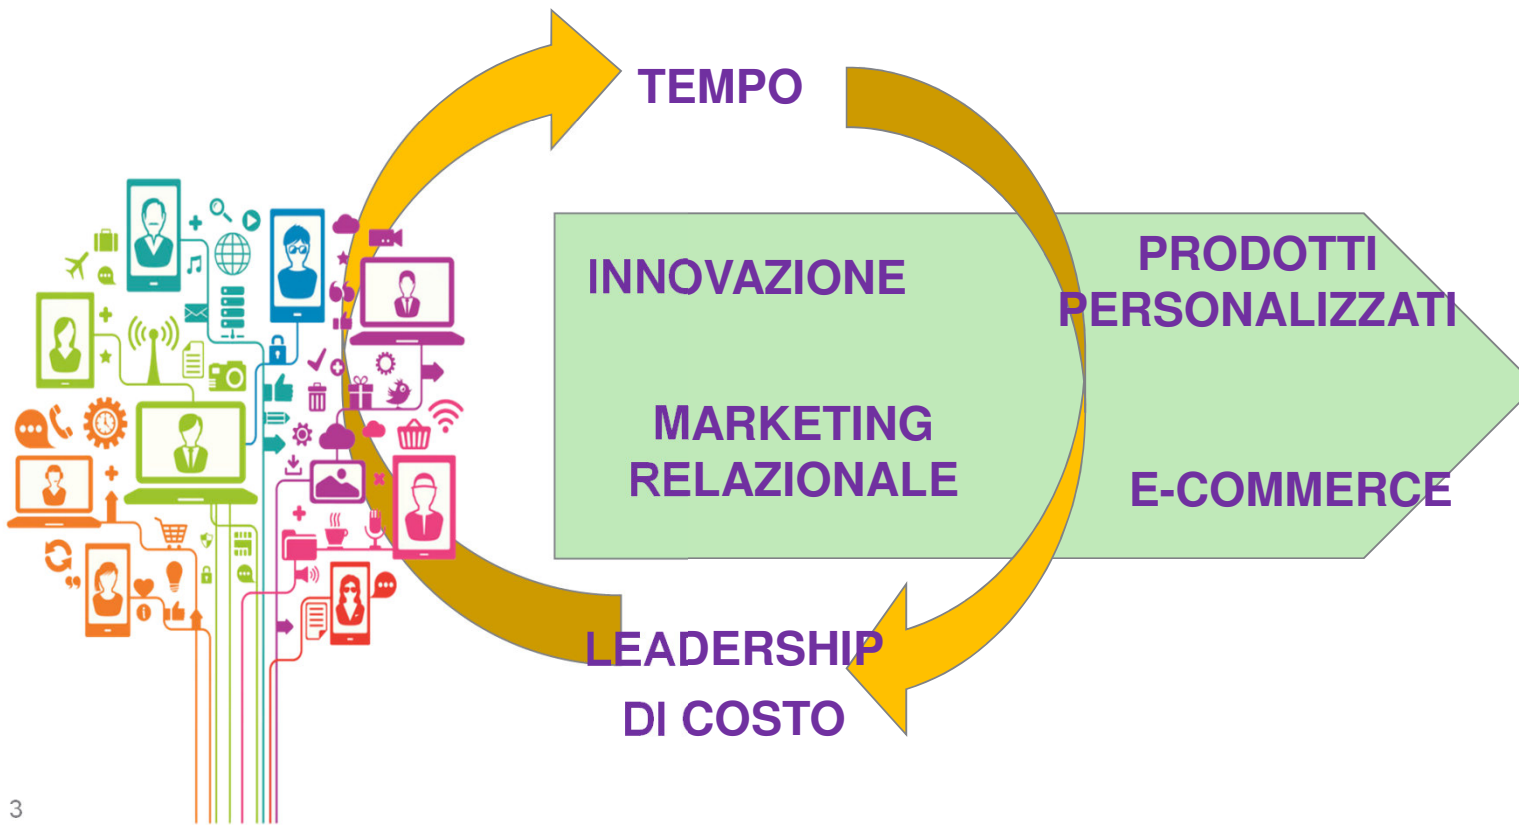 TEMPO
INNOVAZIONE
PRODOTTI
PERSONALIZZATI
MARKETING
RELAZIONALE
E-COMMERCE
LEADERSHIP
DI COSTO
3